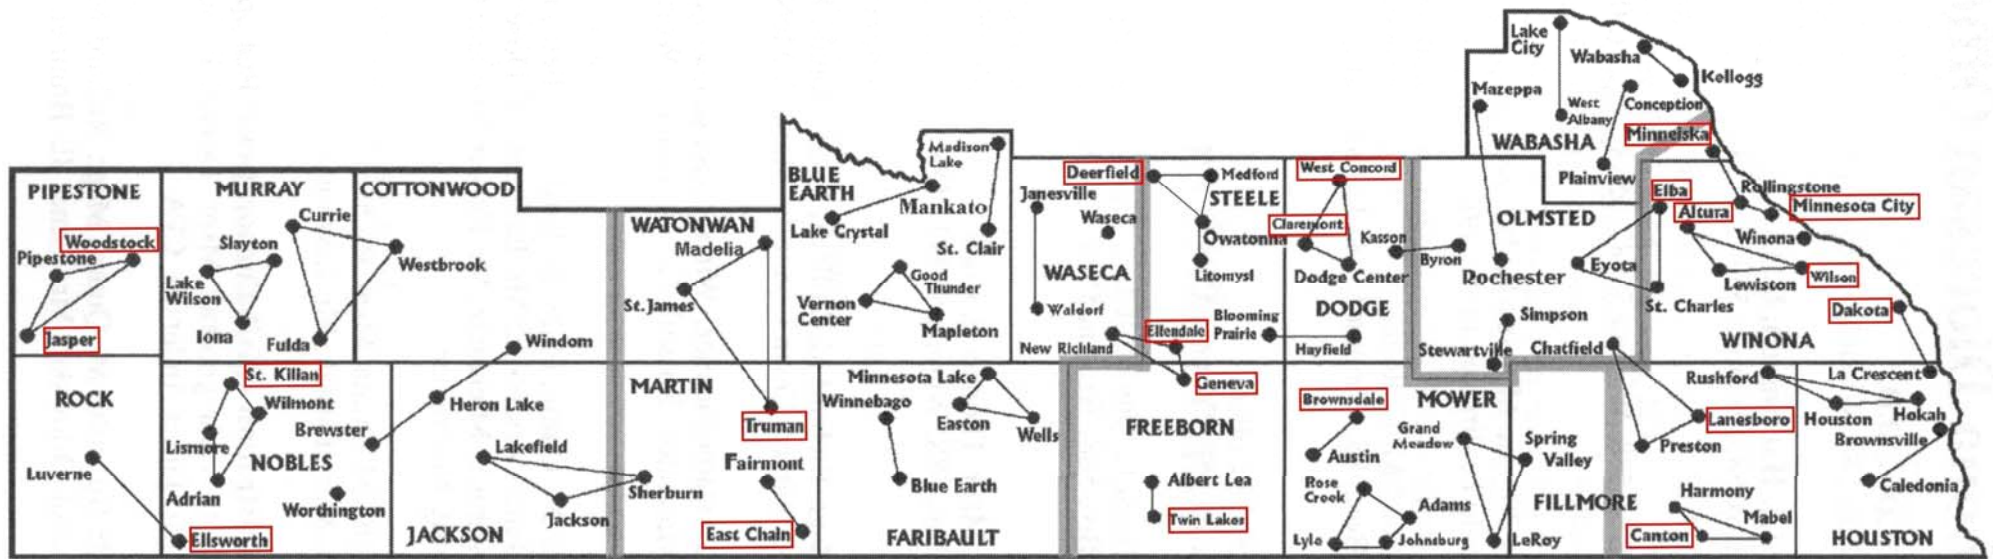 PIPESTONE
Woodstock
Pipestone
Jasper
MURRAY
Currie
Slayton
Lake
Wilson
Iona
Fulda
COTTONWOOD
Westbrook
Windom
ROCK
Luverne
Ellsworth
St. Kilian
Wilmont
Lismore
NOBLES
Adrian
Worthington
Brewster
Heron Lake
Lakefield
Jackson
JACKSON
WATONWAN
Madelia
St. James
MARTIN
Truman
Fairmont
Sherburn
East Chain
BLUE
EARTH
Madison
Lake
Mankato
Lake Crystal
St. Clair
Good
Thunder
Vernon
Center
Mapleton
Minnesota Lake
Winnebago
Easton
Wells
Blue Earth
FARIBAULT
Janesville
Waseca
WASECA
Waldorf
New Richland
Deerfield
Medford
STEELE
Owatonna
Litomysl
Ellendale
Blooming
Prairie
Geneva
FREEBORN
Albert Lea
Twin Lakes
West Concord
Claremont
Dodge Center
Kasson
DODGE
Hayfield
Byron
OLMSTED
Rochester
Eyota
Simpson
Stewartville
Chatfield
Brownsdale
MOWER
Austin
Grand
Meadow
Rose
Creek
Adams
Lyle
Johnsburg
LeRoy
Spring
Valley
FILLMORE
Lanesboro
Preston
Harmony
Mabel
Canton
Lake
City
Wabasha
Kellogg
Mazeppa
West
Albany
Conception
WABASHA
Minneiska
Plainview
Elba
Rollingstone
Altura
Minnesota City
Winona
Wilson
Lewiston
St. Charles
Dakota
WINONA
Rushford
La Crescent
Houston
Hokah
Brownsville
Caledonia
HOUSTON